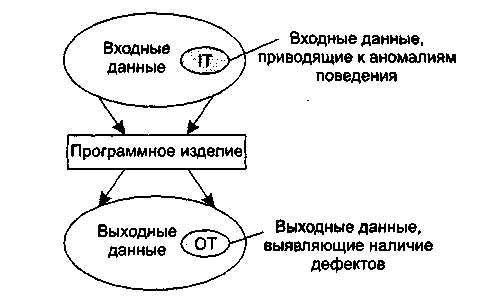 Входные
данные
IT
Входные данные,
приводящие к аномалиям
поведения
Программное изделие
Выходные
данные
OT
Выходные данные,
выявляющие наличие
дефектов